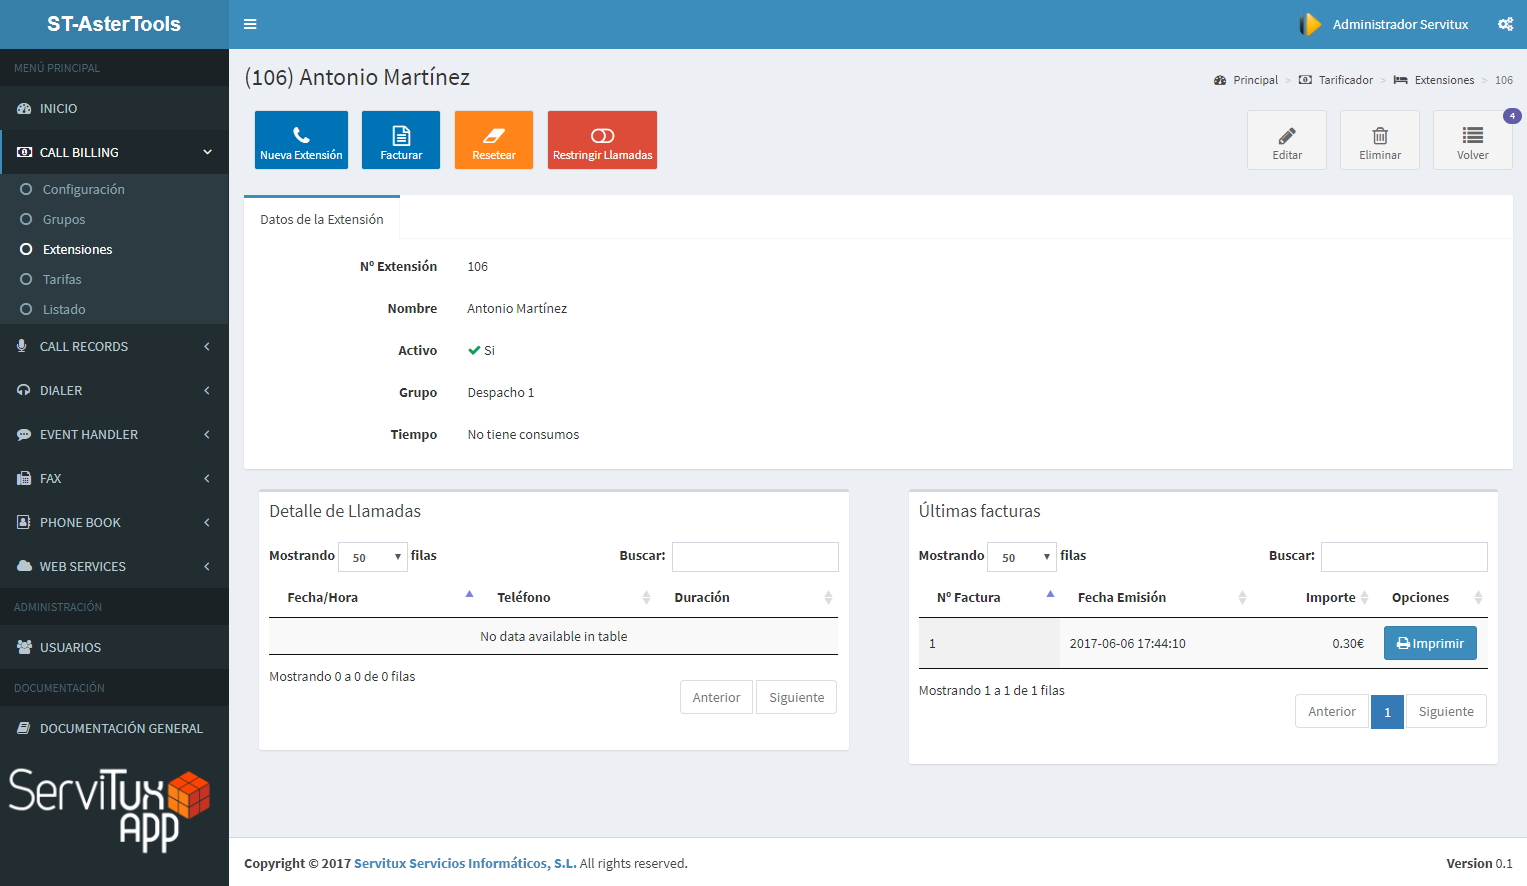 ST-AsterTools
Administrador Servitux
MENÚ PRINCIPAL
INICIO
CALL BILLING
Configuración
Grupos
Extensiones
Tarifas
Listado
CALL RECORDS
DIALER
EVENT HANDLER
FAX
PHONE BOOK
WEB SERVICES
ADMINISTRACIÓN
USUARIOS
DOCUMENTACIÓN
DOCUMENTACIÓN GENERAL
ServiTux
APP
(106) Antonio Martínez
Principal > Tarificador > Extensiones > 106
Nueva Extensión Facturar Resetear Restringir Llamadas
Editar Eliminar Volver 4
Datos de la Extensión
Nº Extensión 106
Nombre Antonio Martínez
Activo Si
Grupo Despacho 1
Tiempo No tiene consumos
Detalle de Llamadas
Mostrando 50 filas Buscar:
Fecha/Hora Teléfono Duración
No data available in table
Mostrando 0 a 0 de 0 filas
Anterior Siguiente
Últimas facturas
Mostrando 50 filas Buscar:
Nº Factura Fecha Emisión Importe Opciones
1 2017-06-06 17:44:10 0.30€ Imprimir
Mostrando 1 a 1 de 1 filas
Anterior 1 Siguiente
Copyright © 2017 Servitux Servicios Informáticos, S.L. All rights reserved.
Version 0.1